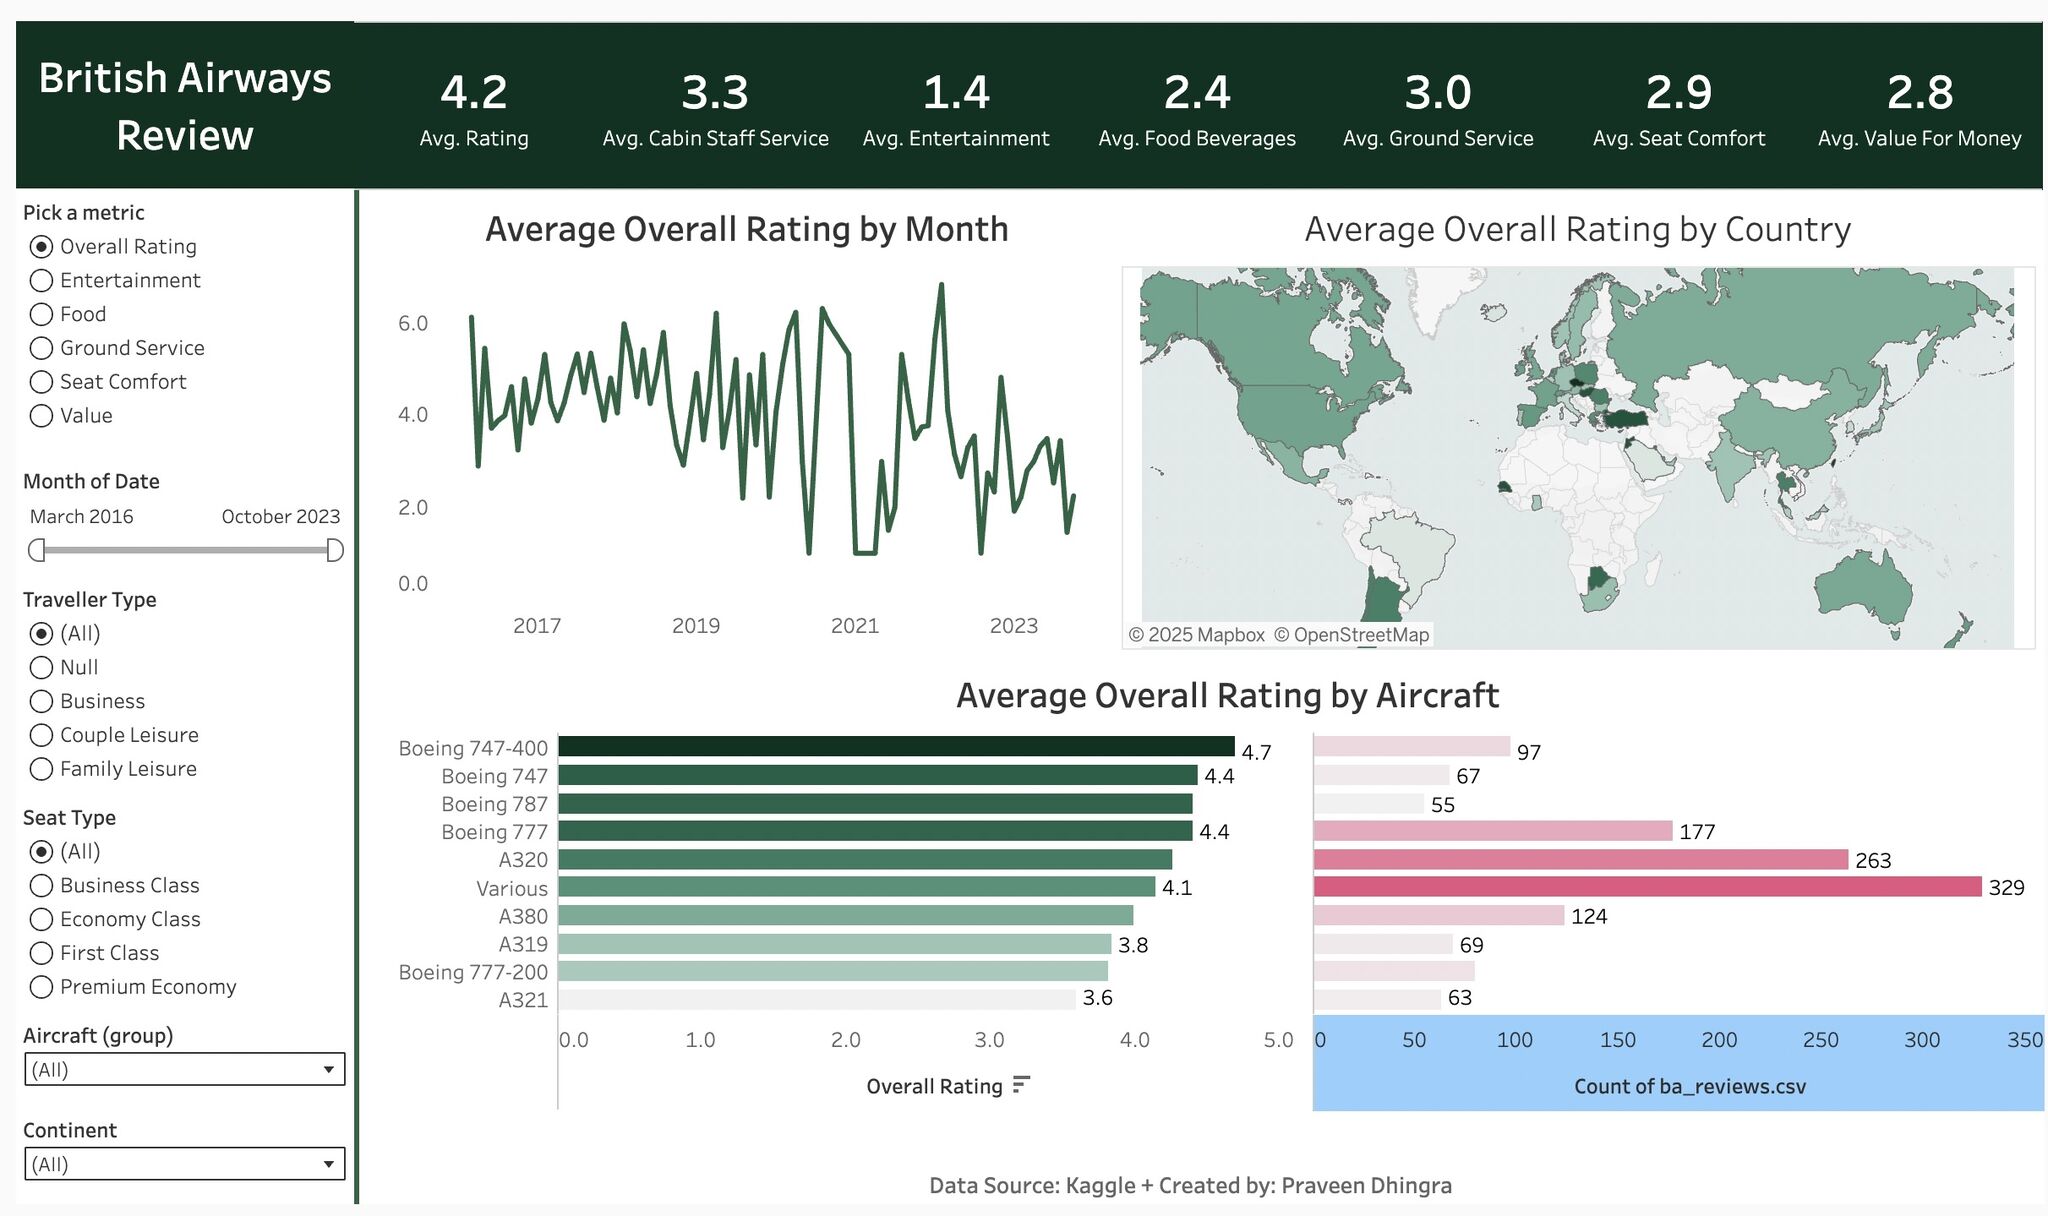 British Airways
Review
4.2
Avg. Rating
3.3
Avg. Cabin Staff Service
1.4
Avg. Entertainment
2.4
Avg. Food Beverages
3.0
Avg. Ground Service
2.9
Avg. Seat Comfort
2.8
Avg. Value For Money
Pick a metric
Overall Rating
Entertainment
Food
Ground Service
Seat Comfort
Value
Month of Date
March 2016 October 2023
Traveller Type
(All)
Null
Business
Couple Leisure
Family Leisure
Seat Type
(All)
Business Class
Economy Class
First Class
Premium Economy
Aircraft (group)
(All)
Continent
(All)
Average Overall Rating by Month
6.0
4.0
2.0
0.0
2017 2019 2021 2023
Average Overall Rating by Country
© 2025 Mapbox © OpenStreetMap
Average Overall Rating by Aircraft
Boeing 747-400 4.7 97
Boeing 747 4.4 67
Boeing 787 55
Boeing 777 4.4 177
A320 263
Various 4.1 329
A380 124
A319 3.8 69
Boeing 777-200
A321 3.6 63
0.0 1.0 2.0 3.0 4.0 5.0
Overall Rating
0 50 100 150 200 250 300 350
Count of ba_reviews.csv
Data Source: Kaggle + Created by: Praveen Dhingra